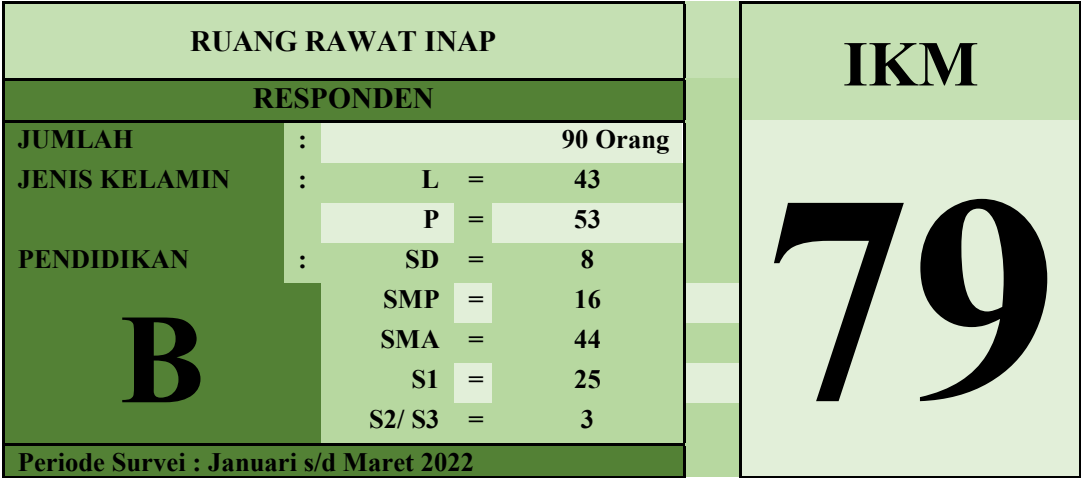 RUANG RAWAT INAP
RESPONDEN
JUMLAH : 90 Orang
JENIS KELAMIN : L = 43
P = 53
PENDIDIKAN : SD = 8
SMP = 16
SMA = 44
S1 = 25
S2/ S3 = 3
B
Periode Survei : Januari s/d Maret 2022
IKM
79